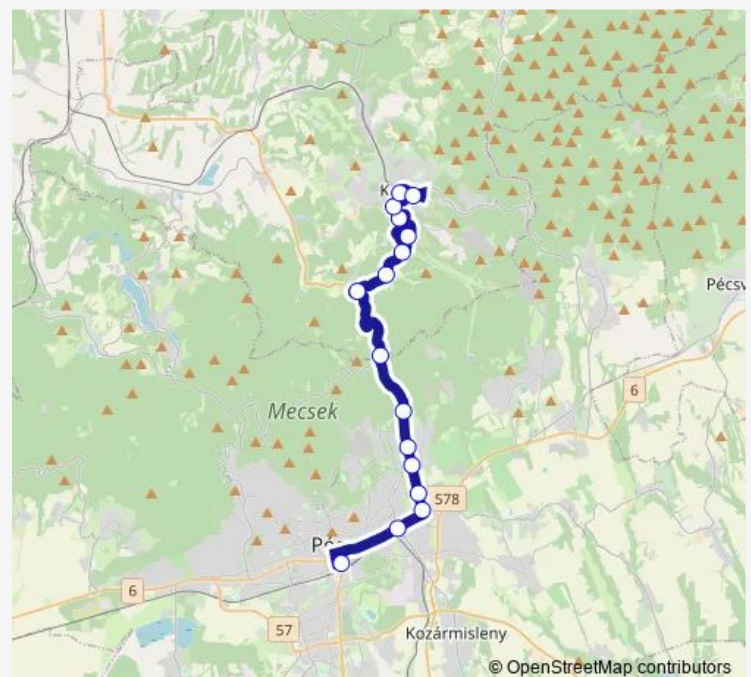 K
Pécsv
6
Mecsek
578
Pé
6
57
Kozármisleny
© OpenStreetMap contributors